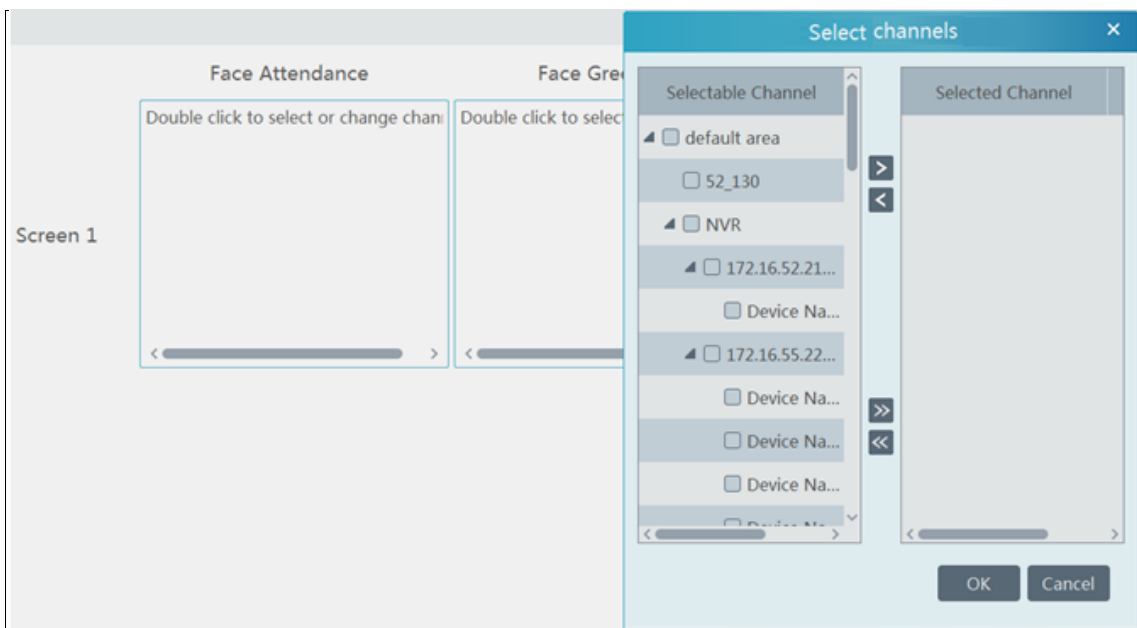 Select channels
Face Attendance
Face Gree
Double click to select or change chan
Double click to selec
Screen 1
Selectable Channel
default area
52_130
NVR
172.16.52.21...
Device Na...
172.16.55.22...
Device Na...
Device Na...
Device Na...
Selected Channel
OK
Cancel